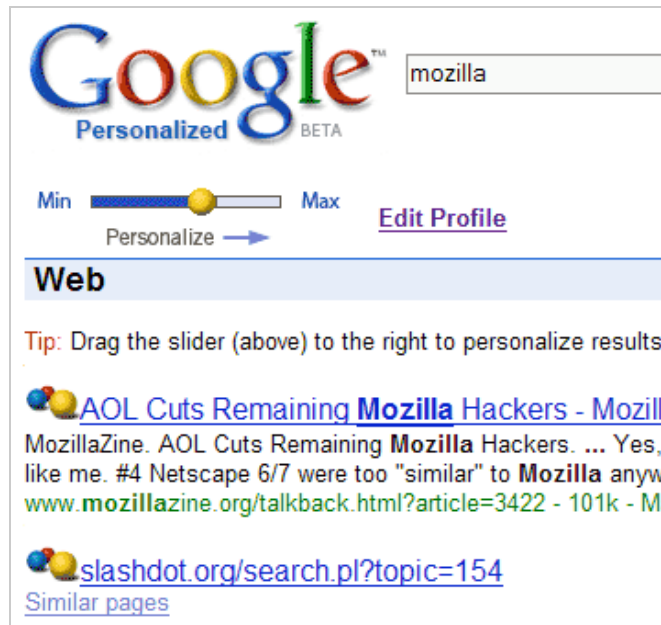 Google™
mozilla
Personalized BETA
Min Max
Personalize
Edit Profile
Web
Tip: Drag the slider (above) to the right to personalize results
AOL Cuts Remaining Mozilla Hackers - Mozill
MozillaZine. AOL Cuts Remaining Mozilla Hackers. ... Yes,
like me. #4 Netscape 6/7 were too "similar" to Mozilla anyw
www.mozillazine.org/talkback.html?article=3422 - 101k - M
slashdot.org/search.pl?topic=154
Similar pages